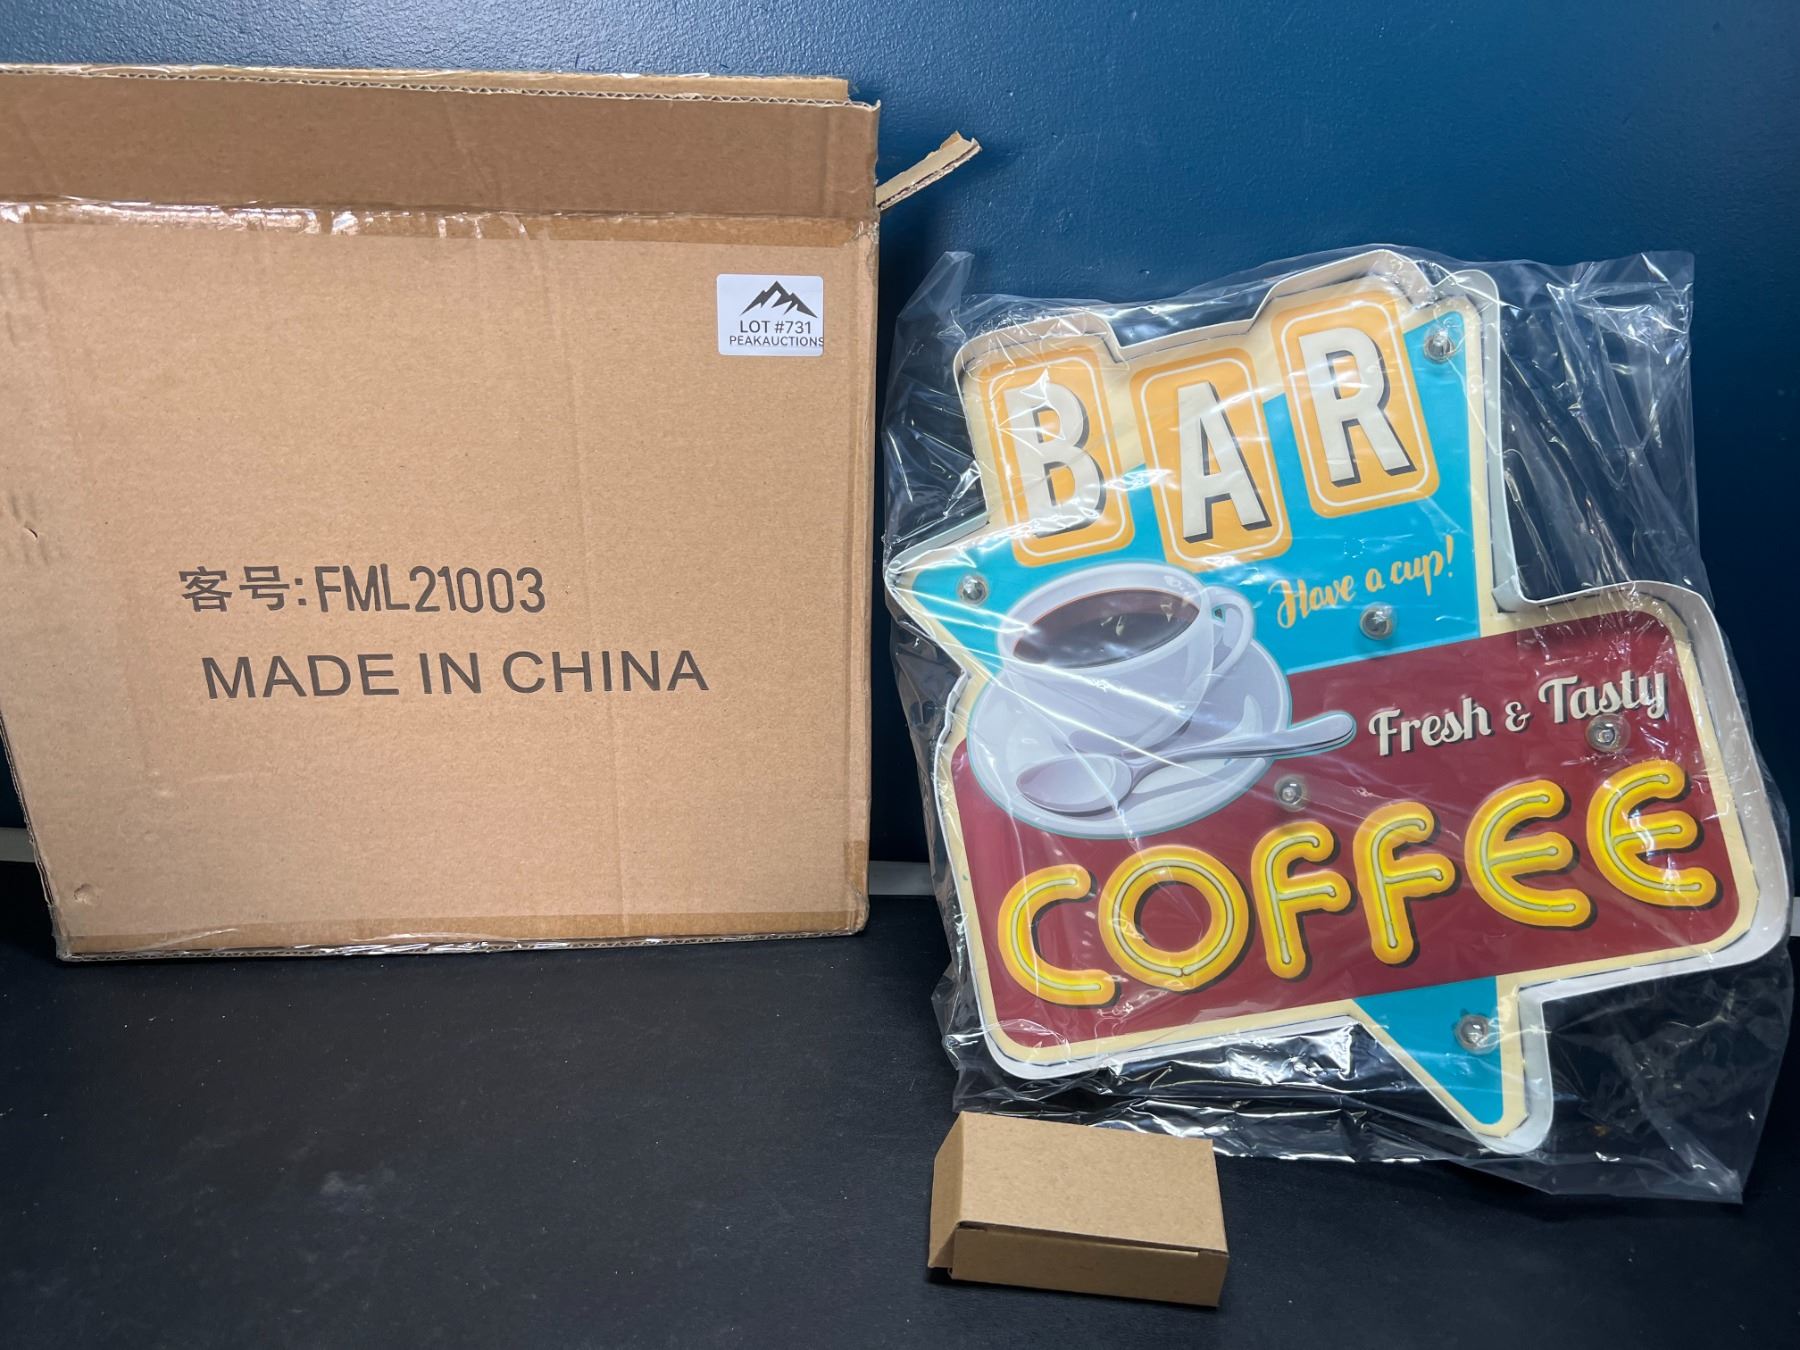 LOT #731
PEAKAUCTIONS
客号:FML21003
MADE IN CHINA
BAR
Have a cup!
Fresh & Tasty
COFFEE